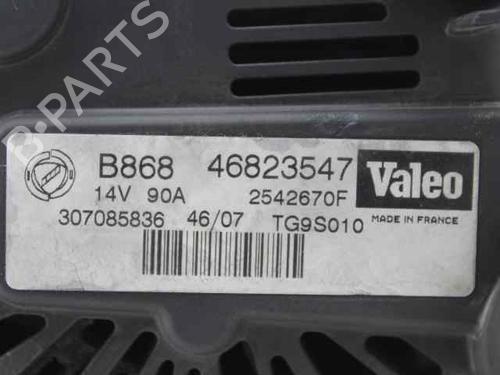 B-PARTS
B868 46823547
14V 90A 2542670F
307085836 46/07 TG9S010
Valeo
MADE IN FRANCE